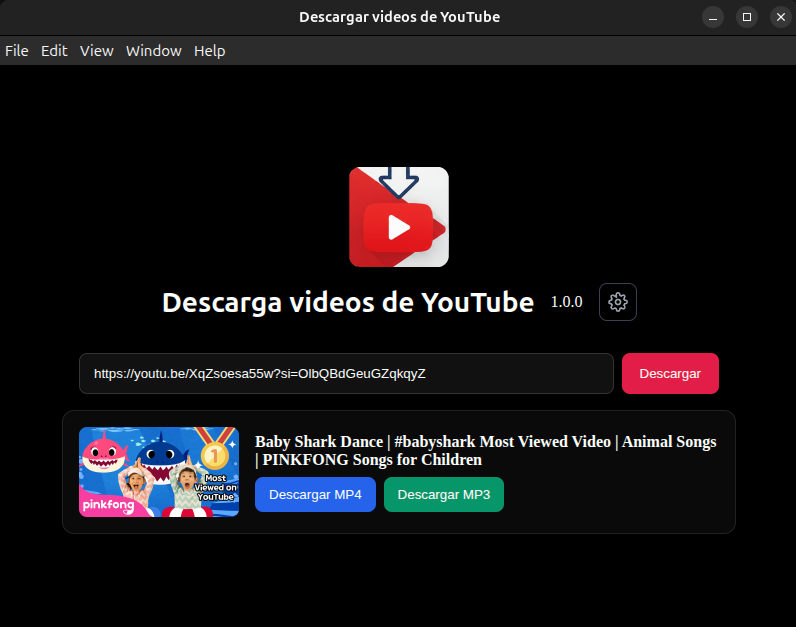 Descargar videos de YouTube
File Edit View Window Help
Descarga videos de YouTube 1.0.0
https://youtu.be/XqZsoesa55w?si=OlbQBdGeuGZqkqyZ
Descargar
1
Most
Viewed on
YouTube
pinkfong
Baby Shark Dance | #babyshark Most Viewed Video | Animal Songs
| PINKFONG Songs for Children
Descargar MP4
Descargar MP3